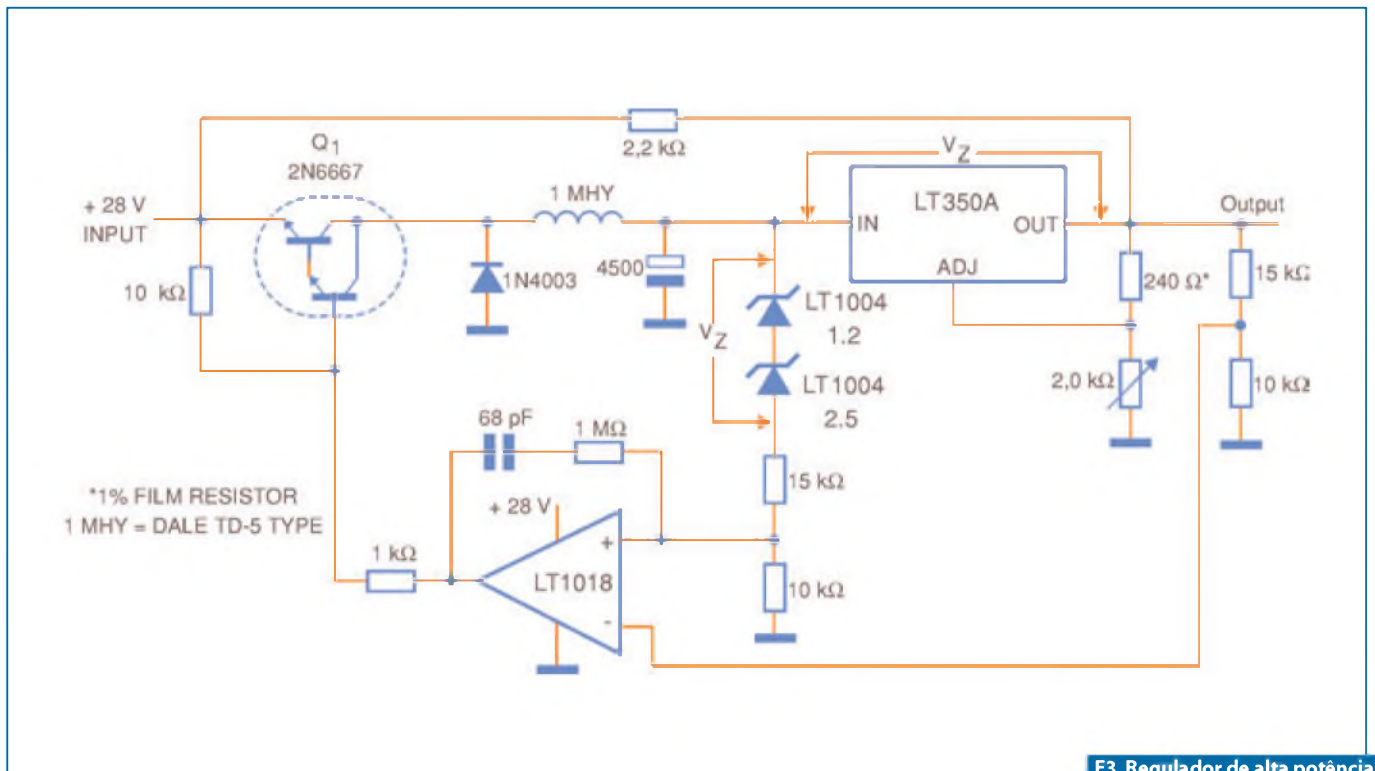 Q1
2N6667
2,2 kΩ
VZ
1 MHY
LT350A
+ 28 V
INPUT
IN
OUT
Output
ADJ
10 kΩ
1N4003
4500
240 Ω*
15 kΩ
LT1004
1.2
VZ
LT1004
2.5
2,0 kΩ
10 kΩ
68 pF
1 MΩ
15 kΩ
*1% FILM RESISTOR
1 MHY = DALE TD-5 TYPE
+ 28 V
+
1 kΩ
LT1018
10 kΩ
-
F3. Regulador de alta potência